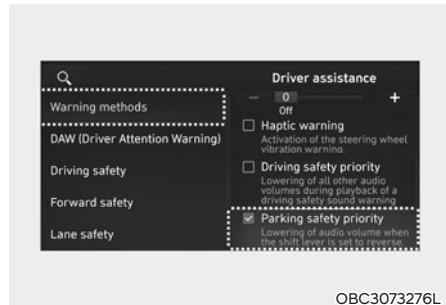 Driver assistance
Warning methods
DAW (Driver Attention Warning)
Driving safety
Forward safety
Lane safety
− 0 +
Off
Haptic warning
Activation of the steering wheel
vibration warning.
Driving safety priority
Lowering of all other audio
volumes during playback of a
driving safety sound warning
Parking safety priority
Lowering of audio volume when
the shift lever is set to reverse.
OBC3073276L